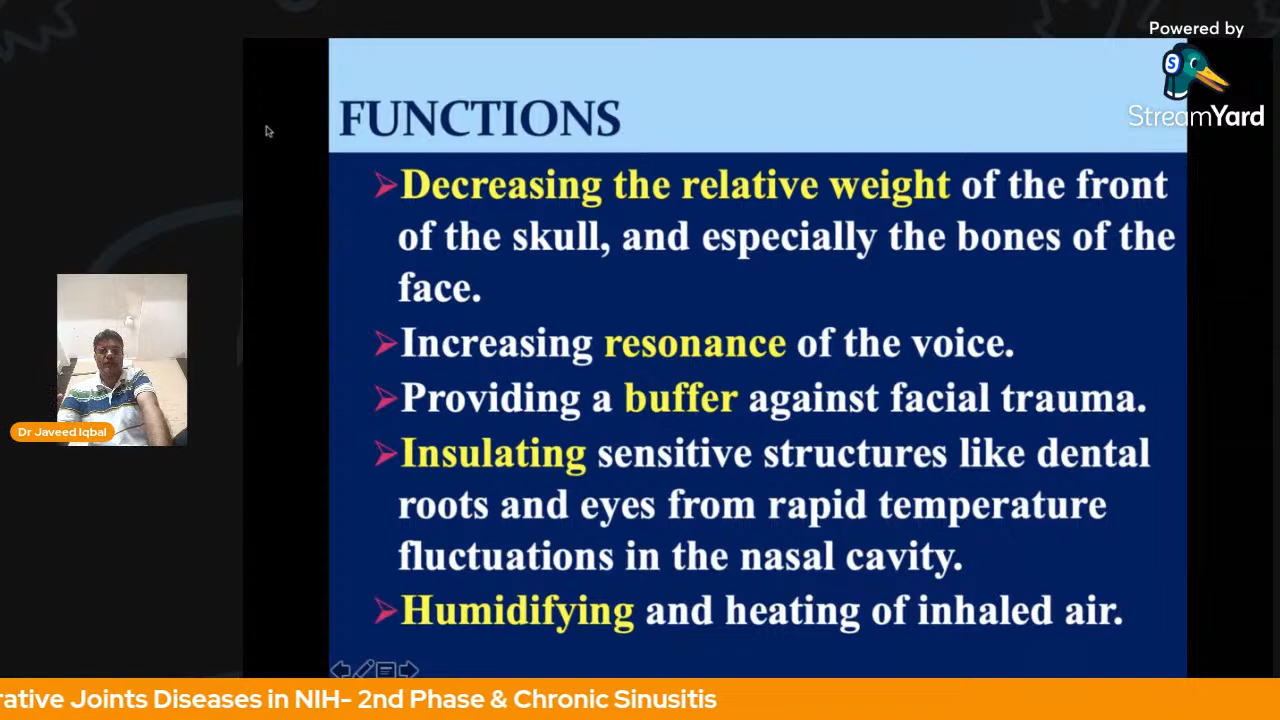 Powered by
StreamYard
FUNCTIONS
Decreasing the relative weight of the front
of the skull, and especially the bones of the
face.
Increasing resonance of the voice.
Providing a buffer against facial trauma.
Insulating sensitive structures like dental
roots and eyes from rapid temperature
fluctuations in the nasal cavity.
Humidifying and heating of inhaled air.
Dr Javeed Iqbal
rative Joints Diseases in NIH- 2nd Phase & Chronic Sinusitis